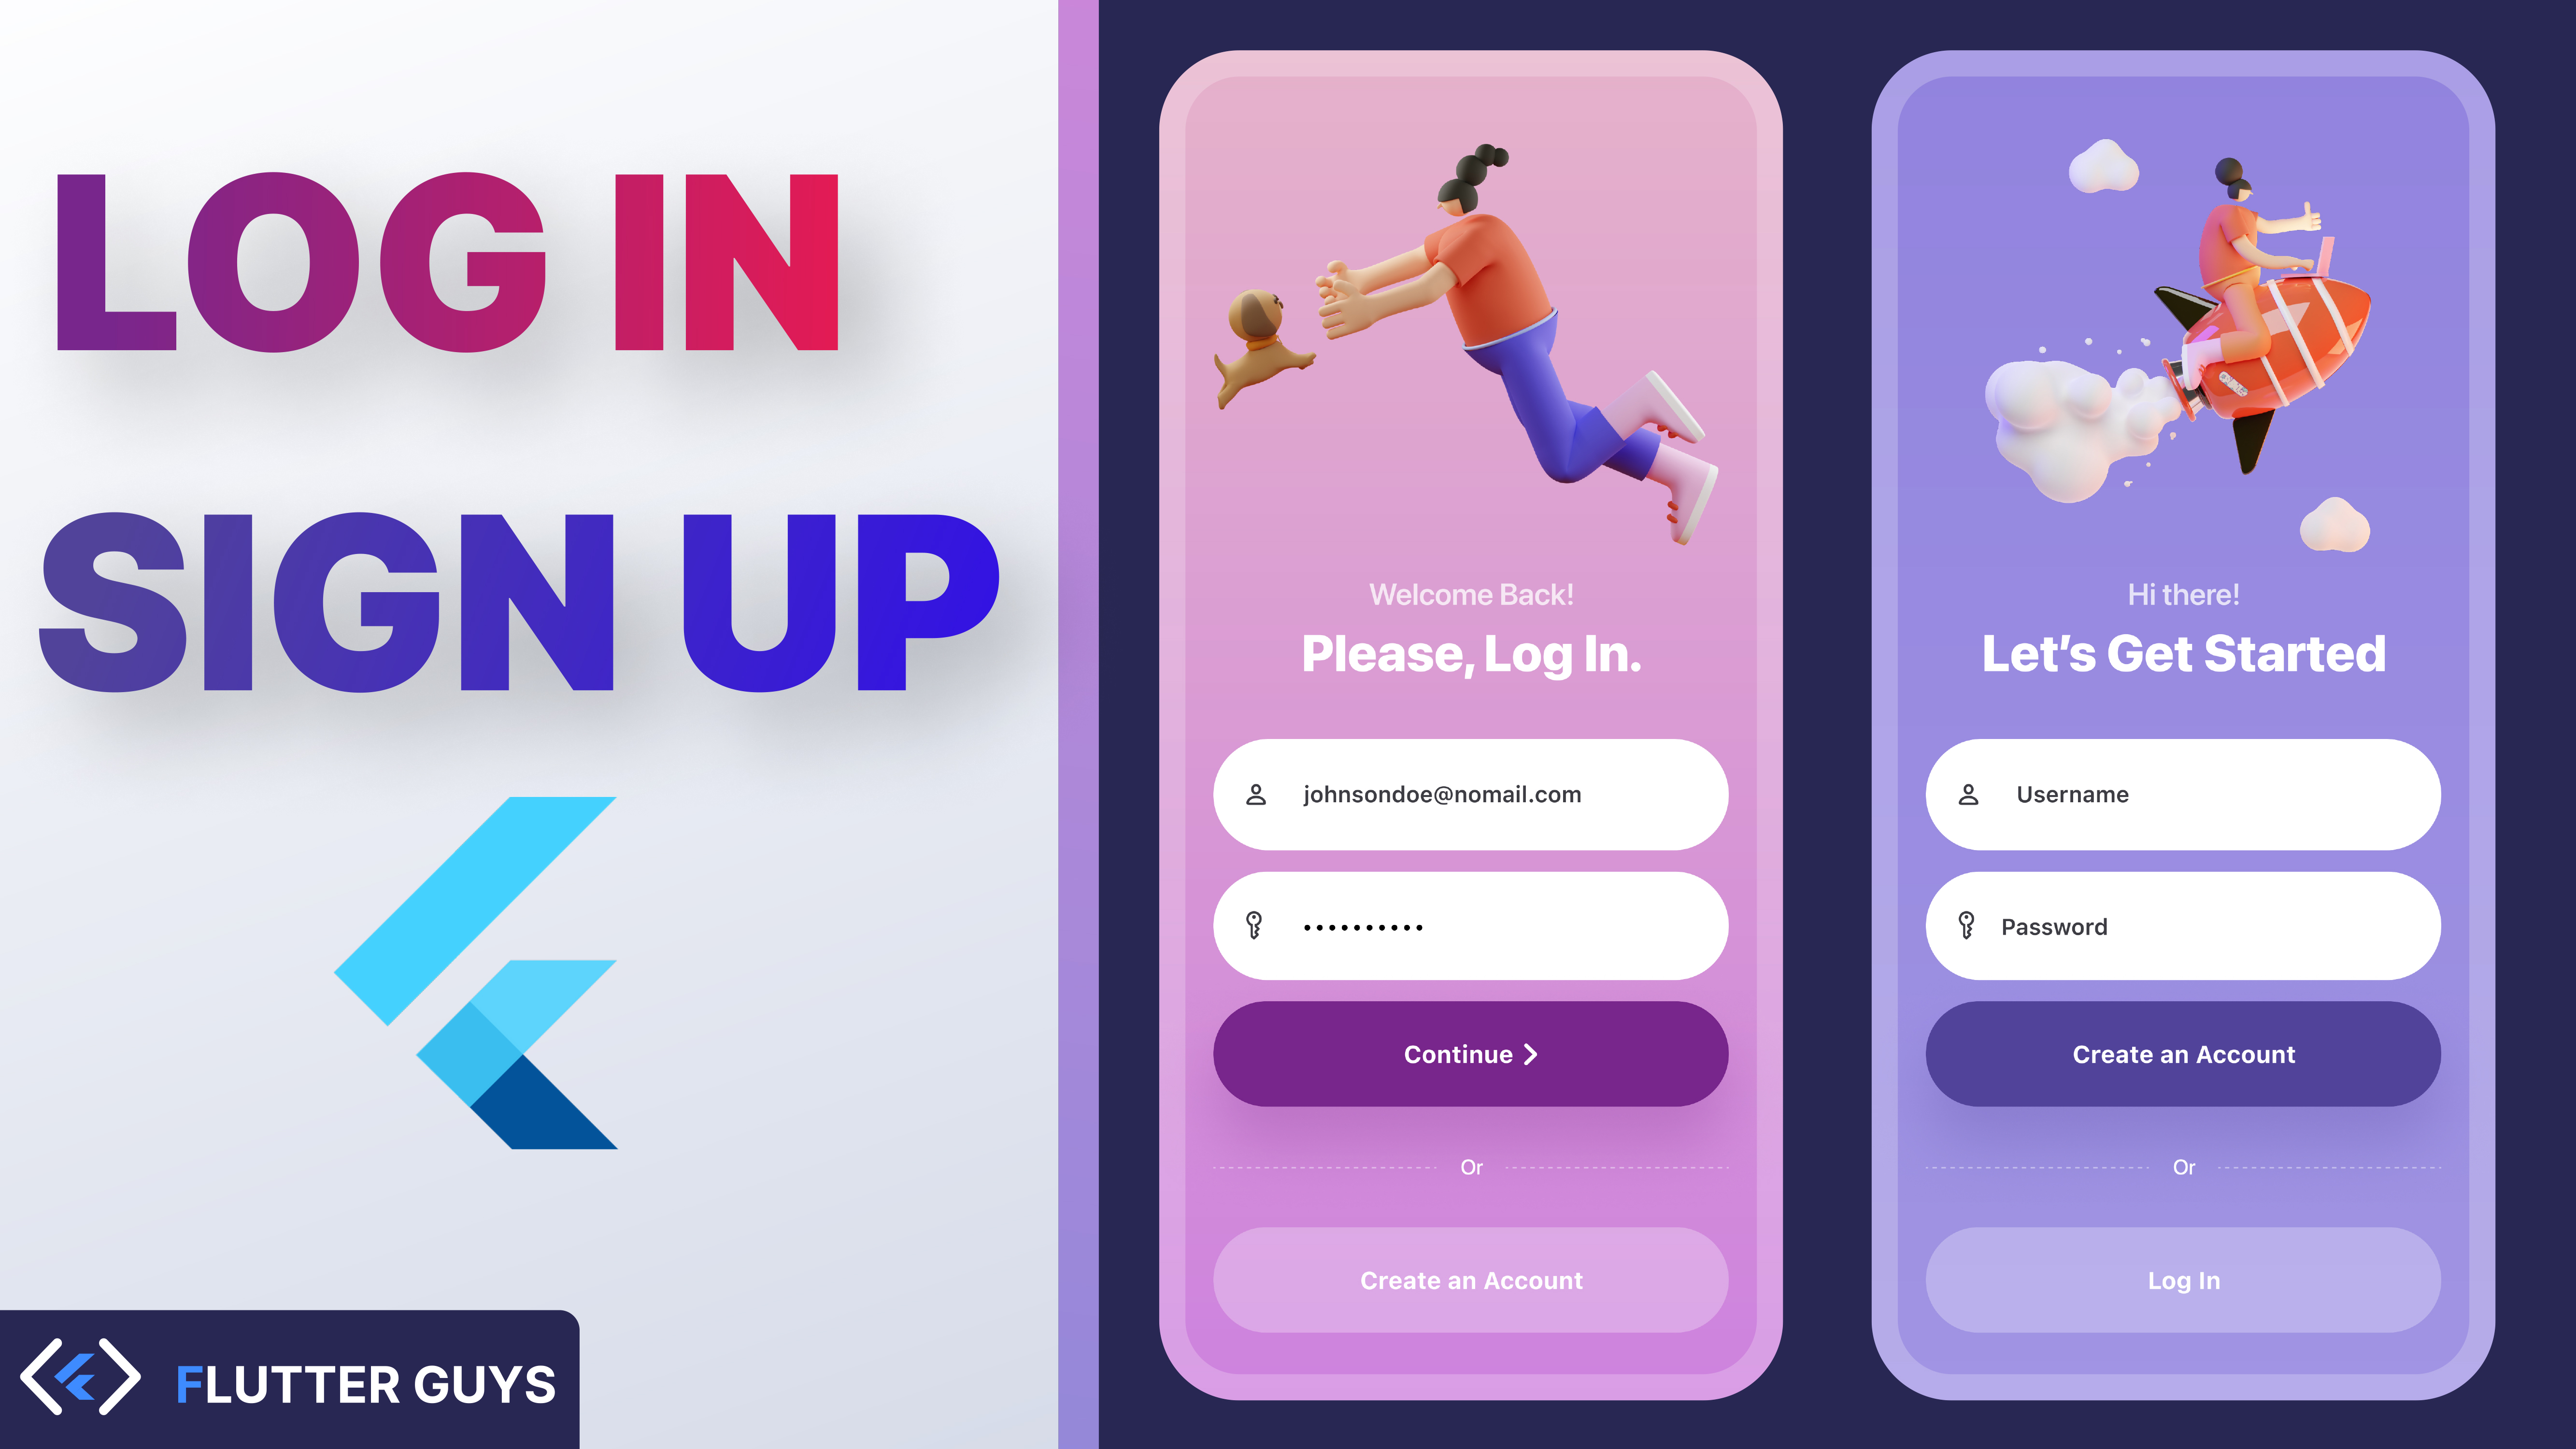 LOG IN
SIGN UP
FLUTTER GUYS
Welcome Back!
Please, Log In.
johnsondoe@nomail.com
Continue
Or
Create an Account
Hi there!
Let's Get Started
Username
Password
Create an Account
Or
Log In